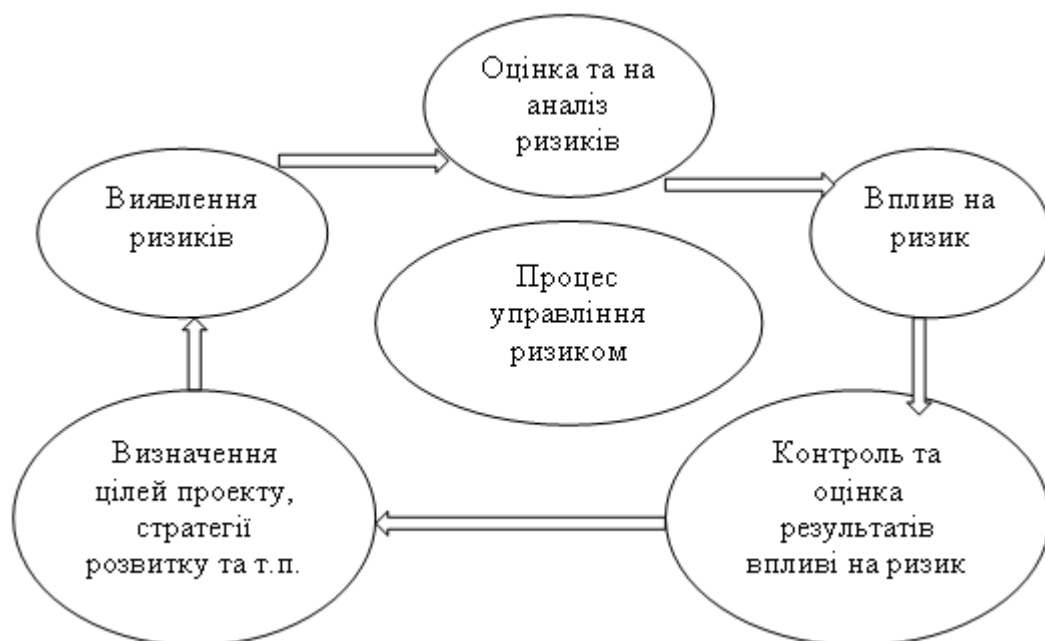 Оцінка та на
аналіз
ризиків
Виявлення
ризиків
Вплив на
ризик
Процес
управління
ризиком
Визначення
цілей проекту,
стратегії
розвитку та т.п.
Контроль та
оцінка
результатів
впливі на ризик